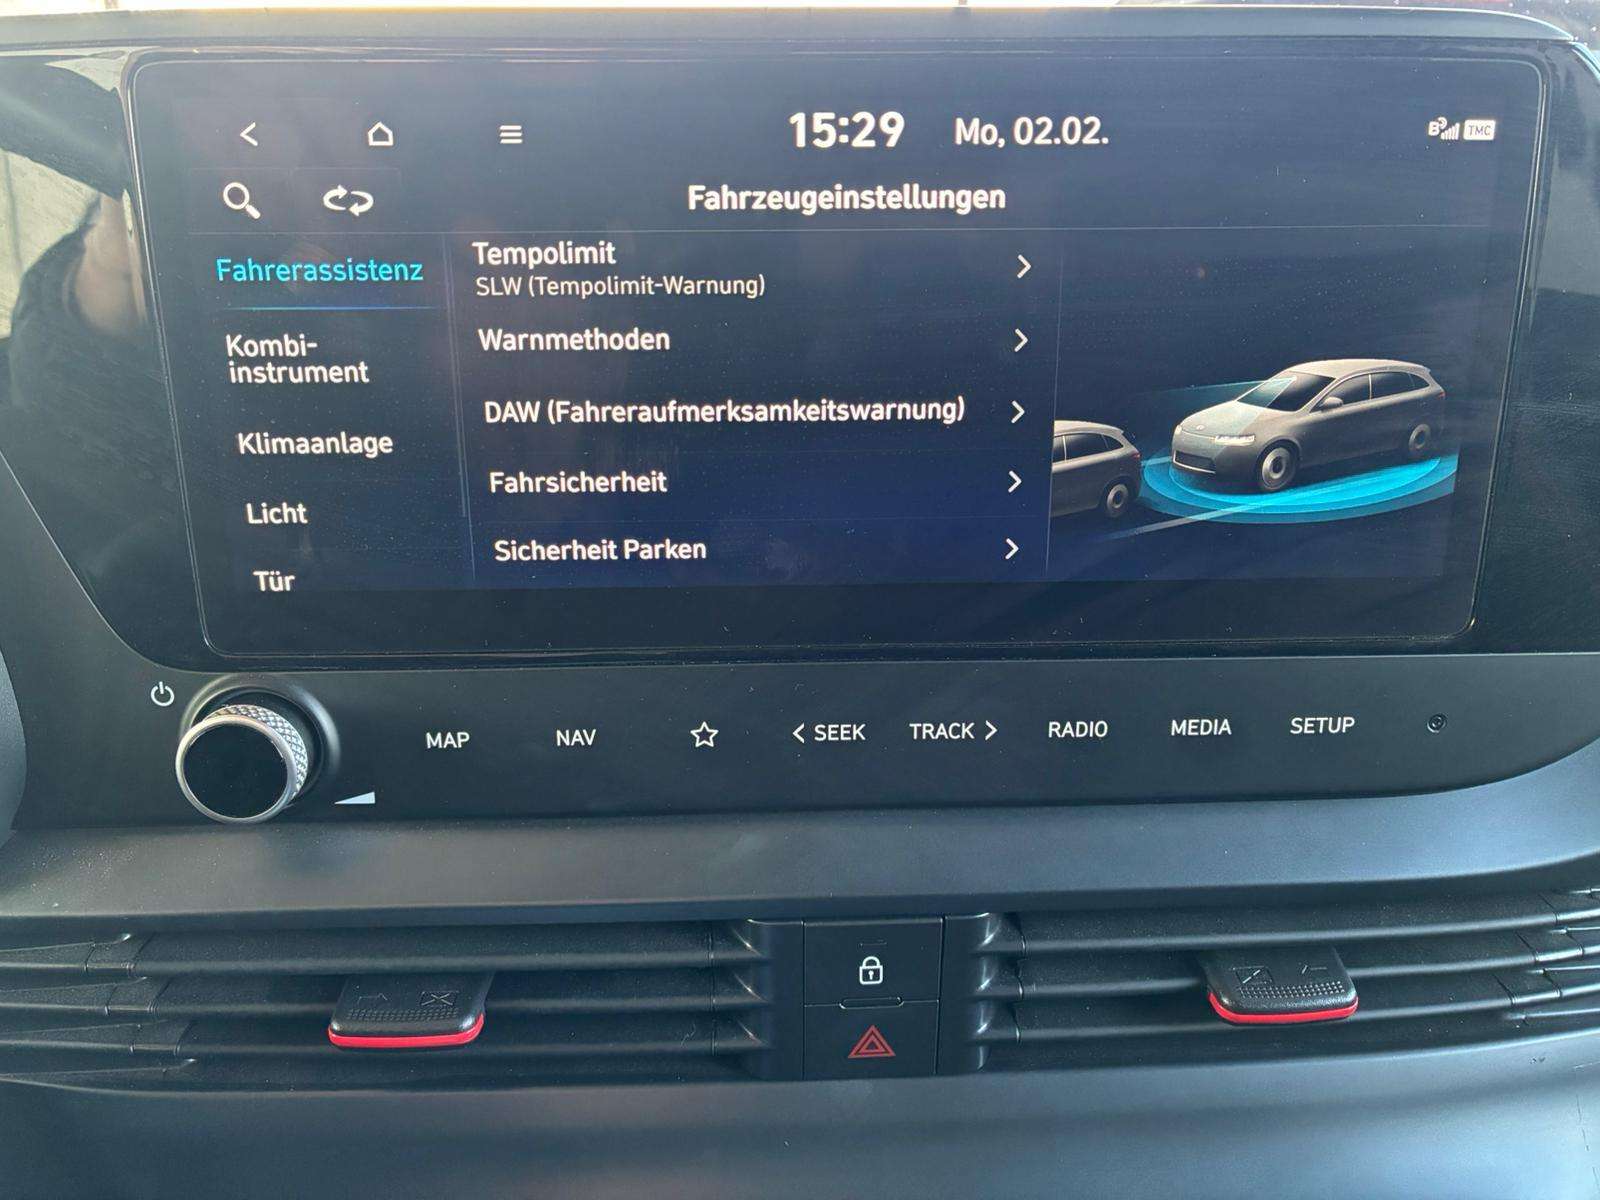 15:29 Mo, 02.02.
TMC
Fahrzeugeinstellungen
Fahrerassistenz
Kombi-
instrument
Klimaanlage
Licht
Tür
Tempolimit
SLW (Tempolimit-Warnung)
Warnmethoden
DAW (Fahreraufmerksamkeitswarnung)
Fahrsicherheit
Sicherheit Parken
MAP
NAV
SEEK
TRACK
RADIO
MEDIA
SETUP